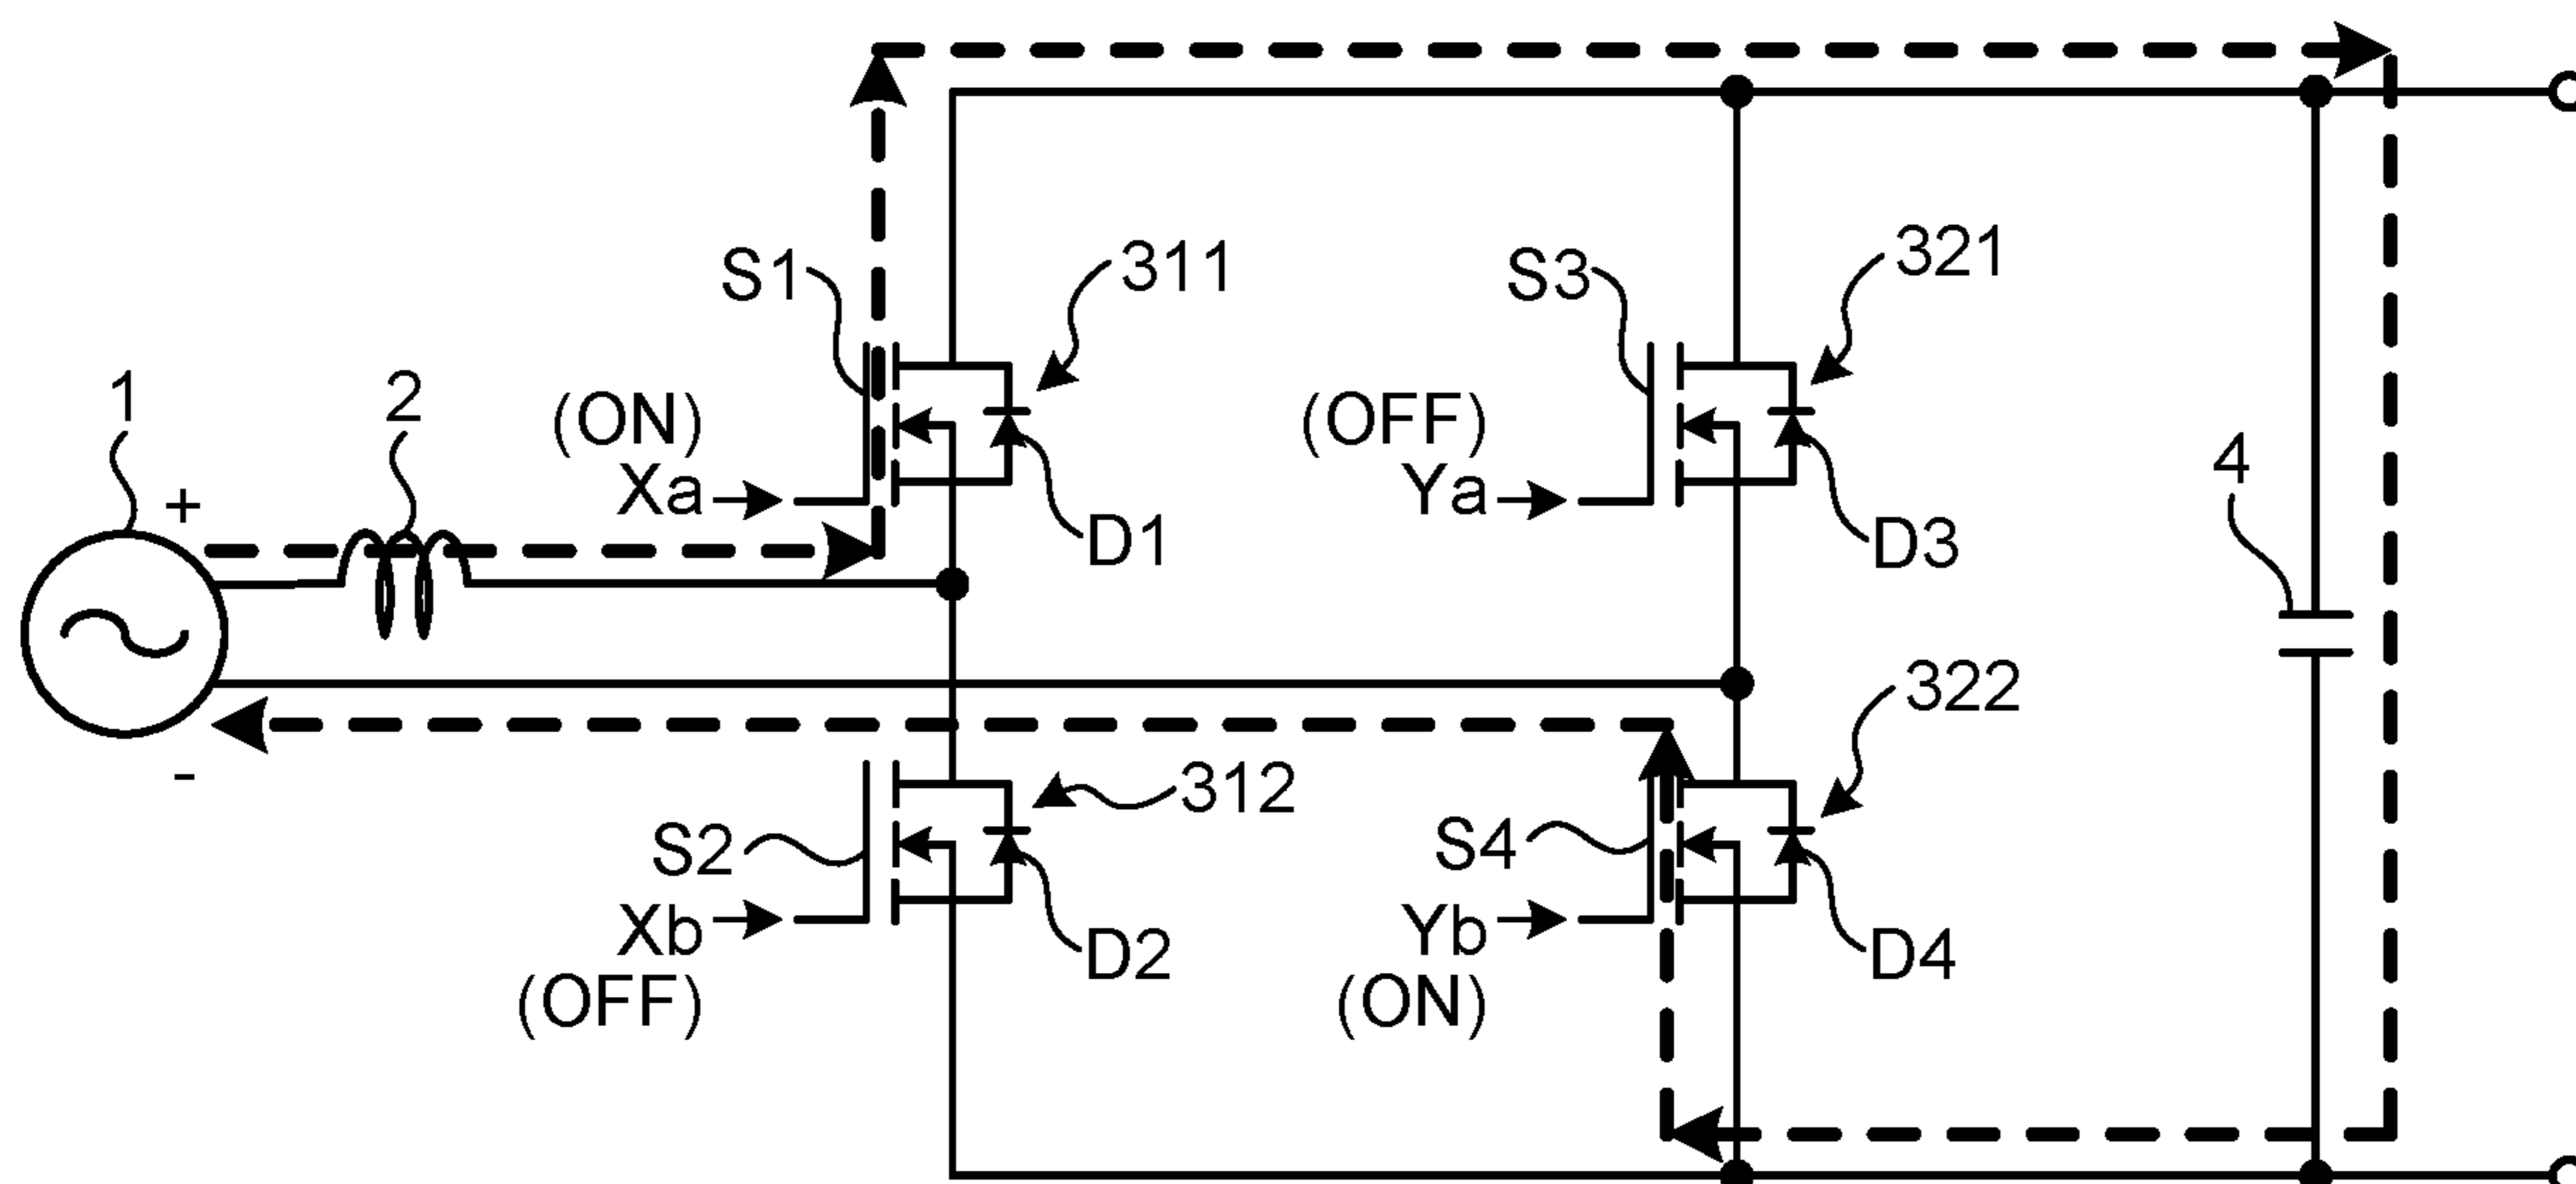 S1
311
S3
321
1
2
(ON)
Xa
(OFF)
Ya
4
+
D1
D3
-
S2
312
S4
322
Xb
(OFF)
D2
Yb
(ON)
D4